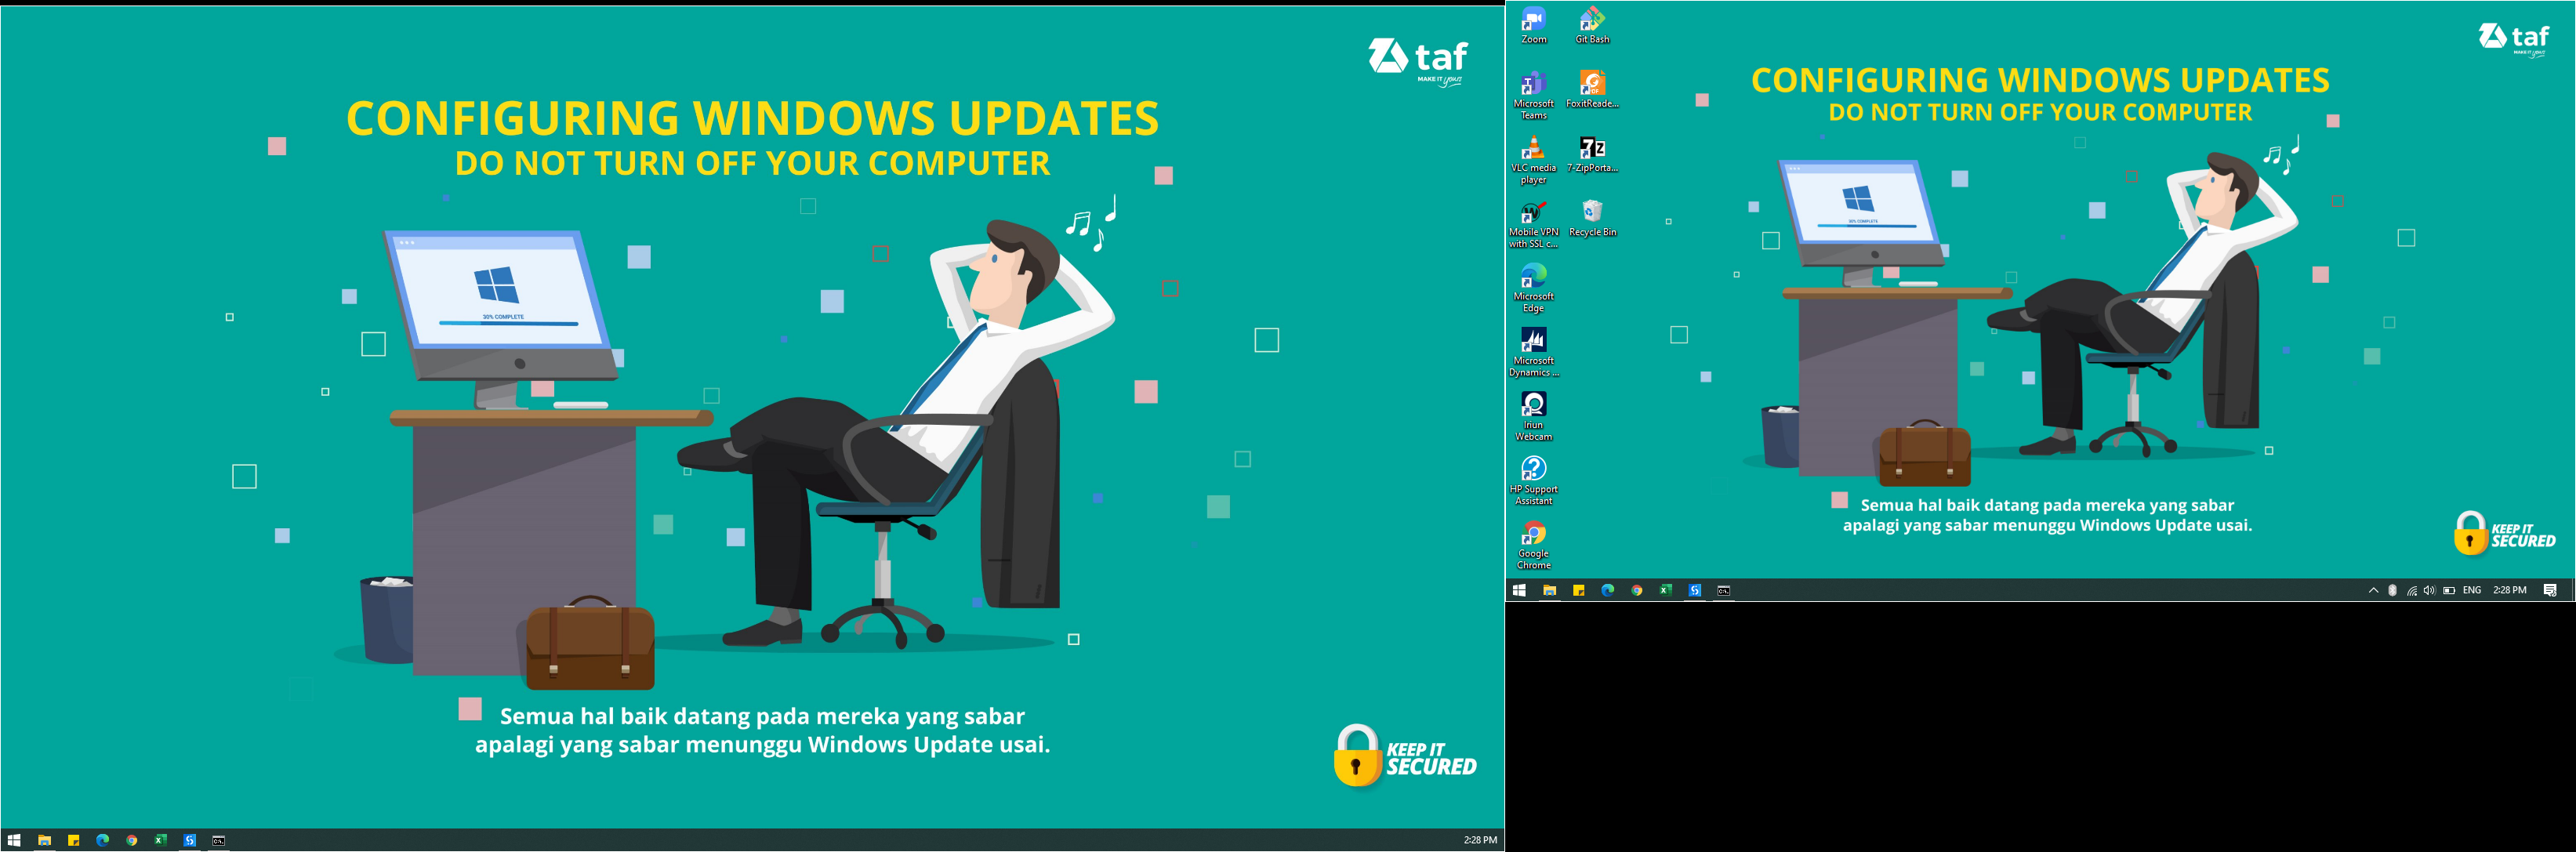 taf
MAKE IT yours
CONFIGURING WINDOWS UPDATES
DO NOT TURN OFF YOUR COMPUTER
30% COMPLETE
Semua hal baik datang pada mereka yang sabar
apalagi yang sabar menunggu Windows Update usai.
KEEP IT
SECURED
2:28 PM
Zoom
Git Bash
Microsoft
Teams
FoxitReade...
VLC media
player
7-ZipPorta...
Mobile VPN
with SSL c...
Recycle Bin
Microsoft
Edge
Microsoft
Dynamics ...
Iriun
Webcam
HP Support
Assistant
Google
Chrome
taf
MAKE IT yours
CONFIGURING WINDOWS UPDATES
DO NOT TURN OFF YOUR COMPUTER
30% COMPLETE
Semua hal baik datang pada mereka yang sabar
apalagi yang sabar menunggu Windows Update usai.
KEEP IT
SECURED
ENG
2:28 PM